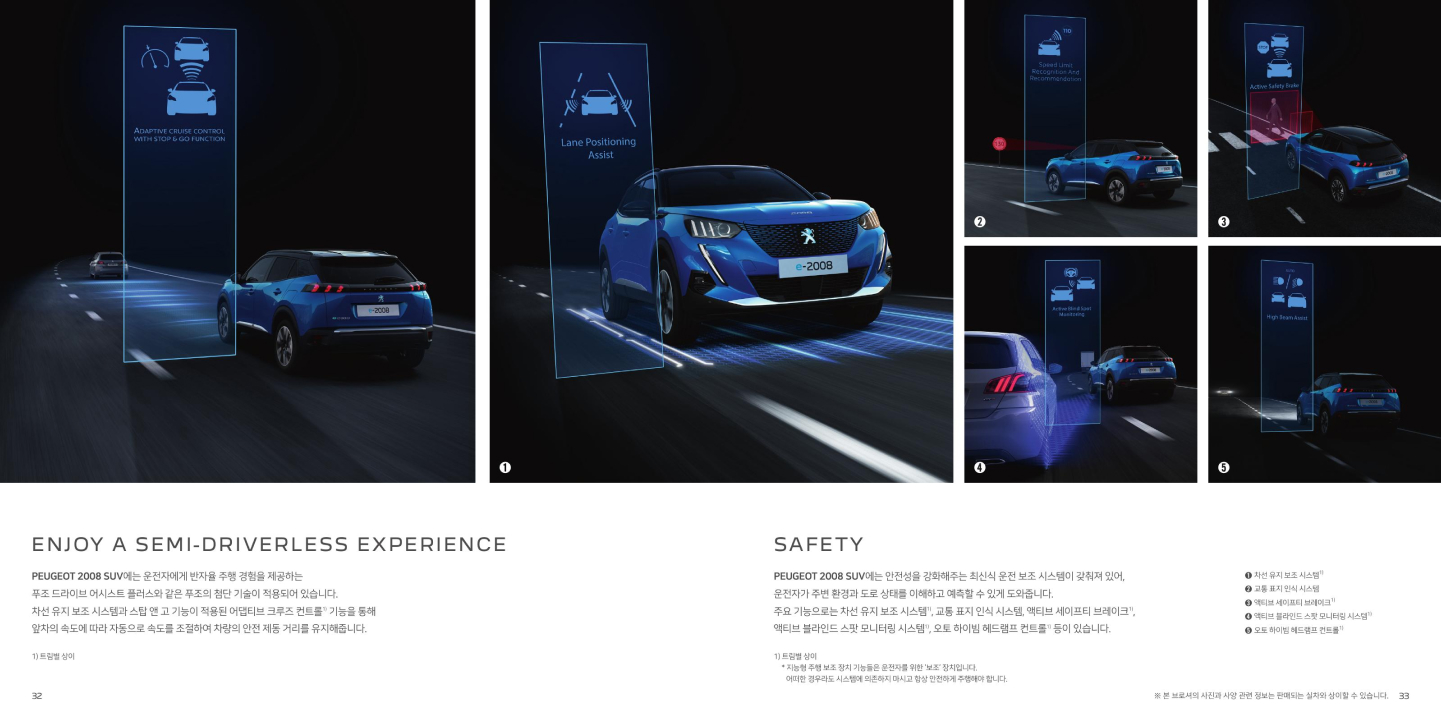 ADAPTIVE CRUISE CONTROL
WITH STOP & GO FUNCTION
Lane Positioning
Assist
e-2008
e-2008
❶
110
Speed Limit
Recognition And
Recommendation
❷
STOP
Active Safety Brake
❸
Active Blind Spot
Monitoring
❹
High Beam Assist
❺
ENJOY A SEMI-DRIVERLESS EXPERIENCE
PEUGEOT 2008 SUV에는 운전자에게 반자율 주행 경험을 제공하는
푸조 드라이브 어시스트 플러스와 같은 푸조의 첨단 기술이 적용되어 있습니다.
차선 유지 보조 시스템과 스탑 앤 고 기능이 적용된 어댑티브 크루즈 컨트롤1) 기능을 통해
앞차의 속도에 따라 자동으로 속도를 조절하여 차량의 안전 제동 거리를 유지해줍니다.
1) 트림별 상이
32
SAFETY
PEUGEOT 2008 SUV에는 안전성을 강화해주는 최신식 운전 보조 시스템이 갖춰져 있어,
운전자가 주변 환경과 도로 상태를 이해하고 예측할 수 있게 도와줍니다.
주요 기능으로는 차선 유지 보조 시스템1), 교통 표지 인식 시스템, 액티브 세이프티 브레이크1),
액티브 블라인드 스팟 모니터링 시스템1), 오토 하이빔 헤드램프 컨트롤1) 등이 있습니다.
1) 트림별 상이
* 지능형 주행 보조 장치 기능들은 운전자를 위한 '보조' 장치입니다.
어떠한 경우라도 시스템에 의존하지 마시고 항상 안전하게 주행해야 합니다.
❶ 차선 유지 보조 시스템1)
❷ 교통 표지 인식 시스템
❸ 액티브 세이프티 브레이크1)
❹ 액티브 블라인드 스팟 모니터링 시스템1)
❺ 오토 하이빔 헤드램프 컨트롤1)
※ 본 브로셔의 사진과 사양 관련 정보는 판매되는 실차와 상이할 수 있습니다. 33